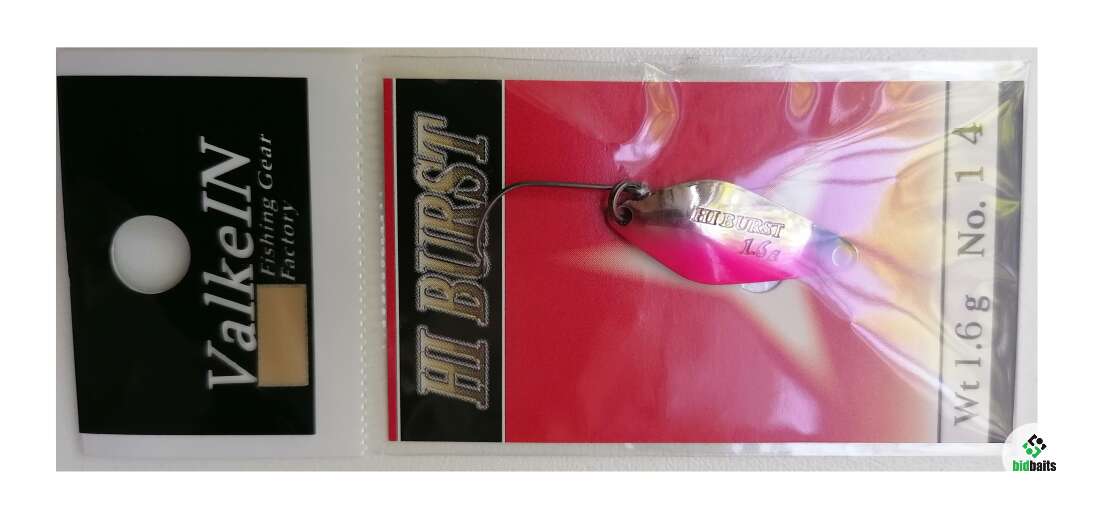 ValkeIN
Fishing Gear
Factory
HI BURST
HI BURST
1.6g
Wt 1.6g No. 14
bidbaits